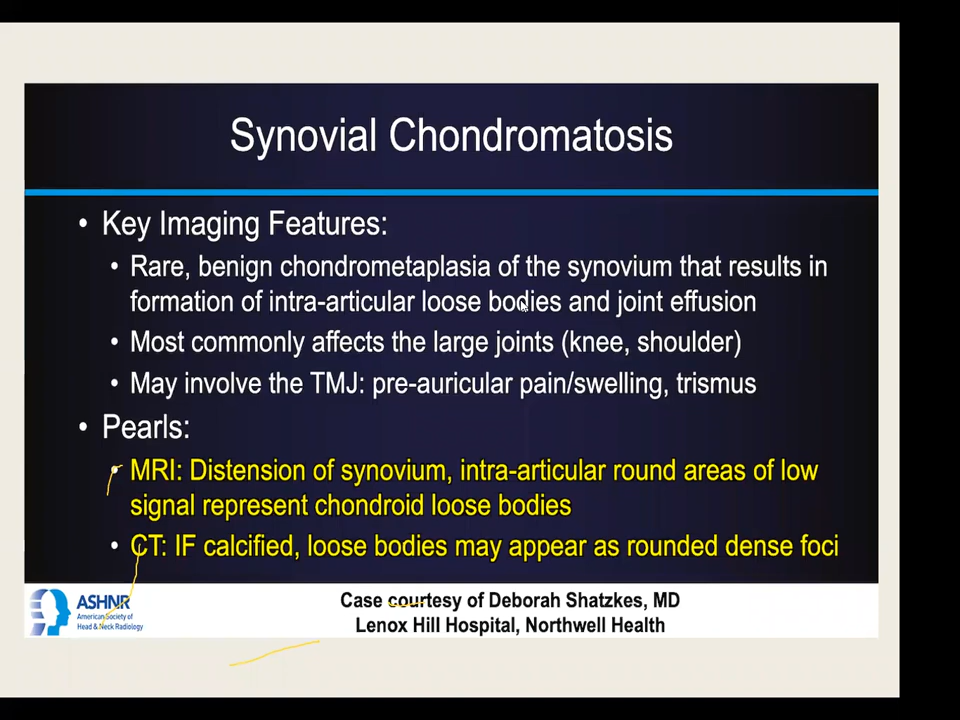 Synovial Chondromatosis
• Key Imaging Features:
• Rare, benign chondrometaplasia of the synovium that results in
formation of intra-articular loose bodies and joint effusion
• Most commonly affects the large joints (knee, shoulder)
• May involve the TMJ: pre-auricular pain/swelling, trismus
• Pearls:
• MRI: Distension of synovium, intra-articular round areas of low
signal represent chondroid loose bodies
• CT: IF calcified, loose bodies may appear as rounded dense foci
ASHNR
American Society of
Head & Neck Radiology
Case courtesy of Deborah Shatzkes, MD
Lenox Hill Hospital, Northwell Health